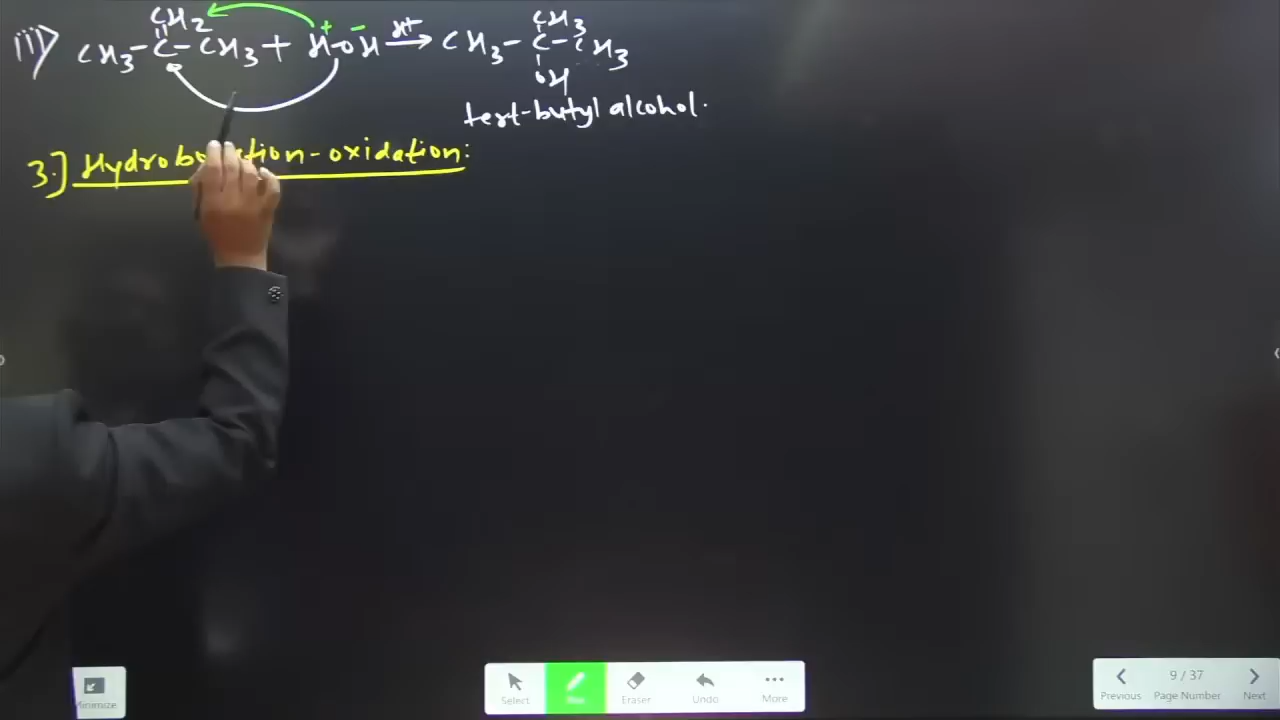 CH2
iii) CH3-C-CH3 + H-OH H+ → CH3-C-CH3
+ -
CH3
OH
tert-butyl alcohol.
3.] Hydroboration-oxidation:
Minimize
Select
Eraser
Undo
More
Previous
9 / 37
Page Number
Next